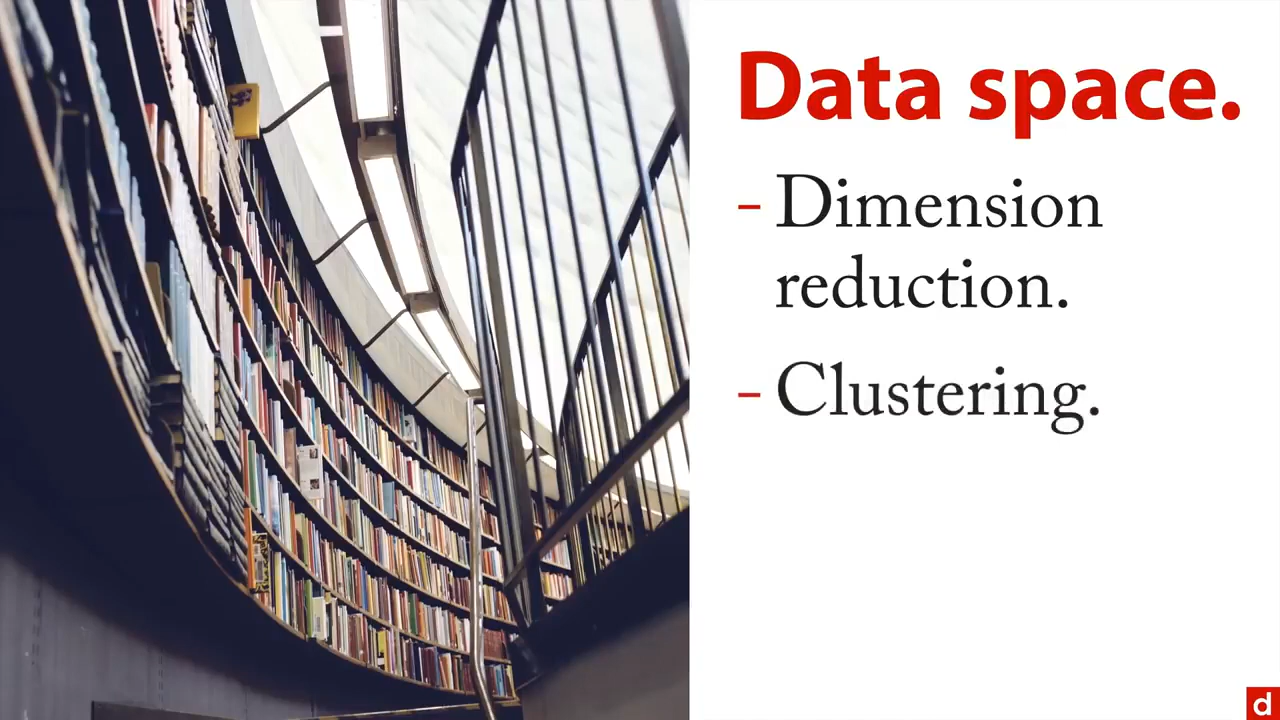 Data space.
- Dimension
reduction.
- Clustering.
d